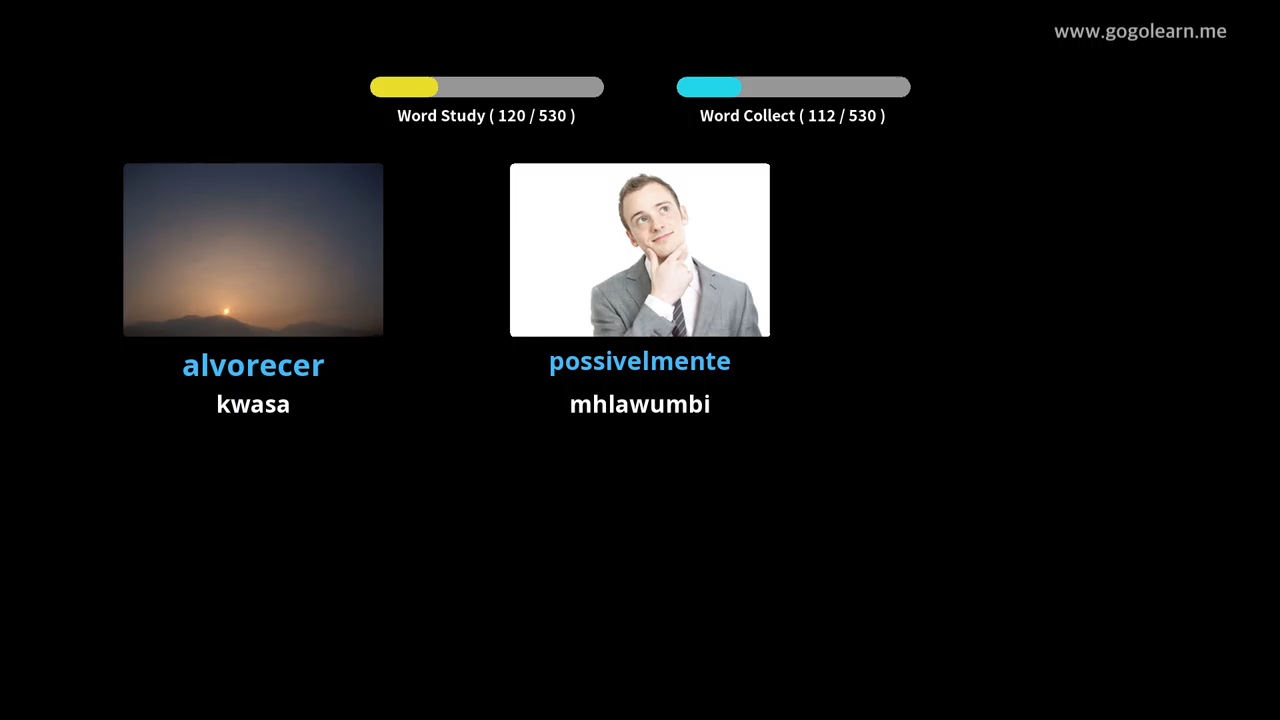 www.gogolearn.me
Word Study ( 120 / 530 )
Word Collect ( 112 / 530 )
alvorecer
kwasa
possivelmente
mhlawumbi